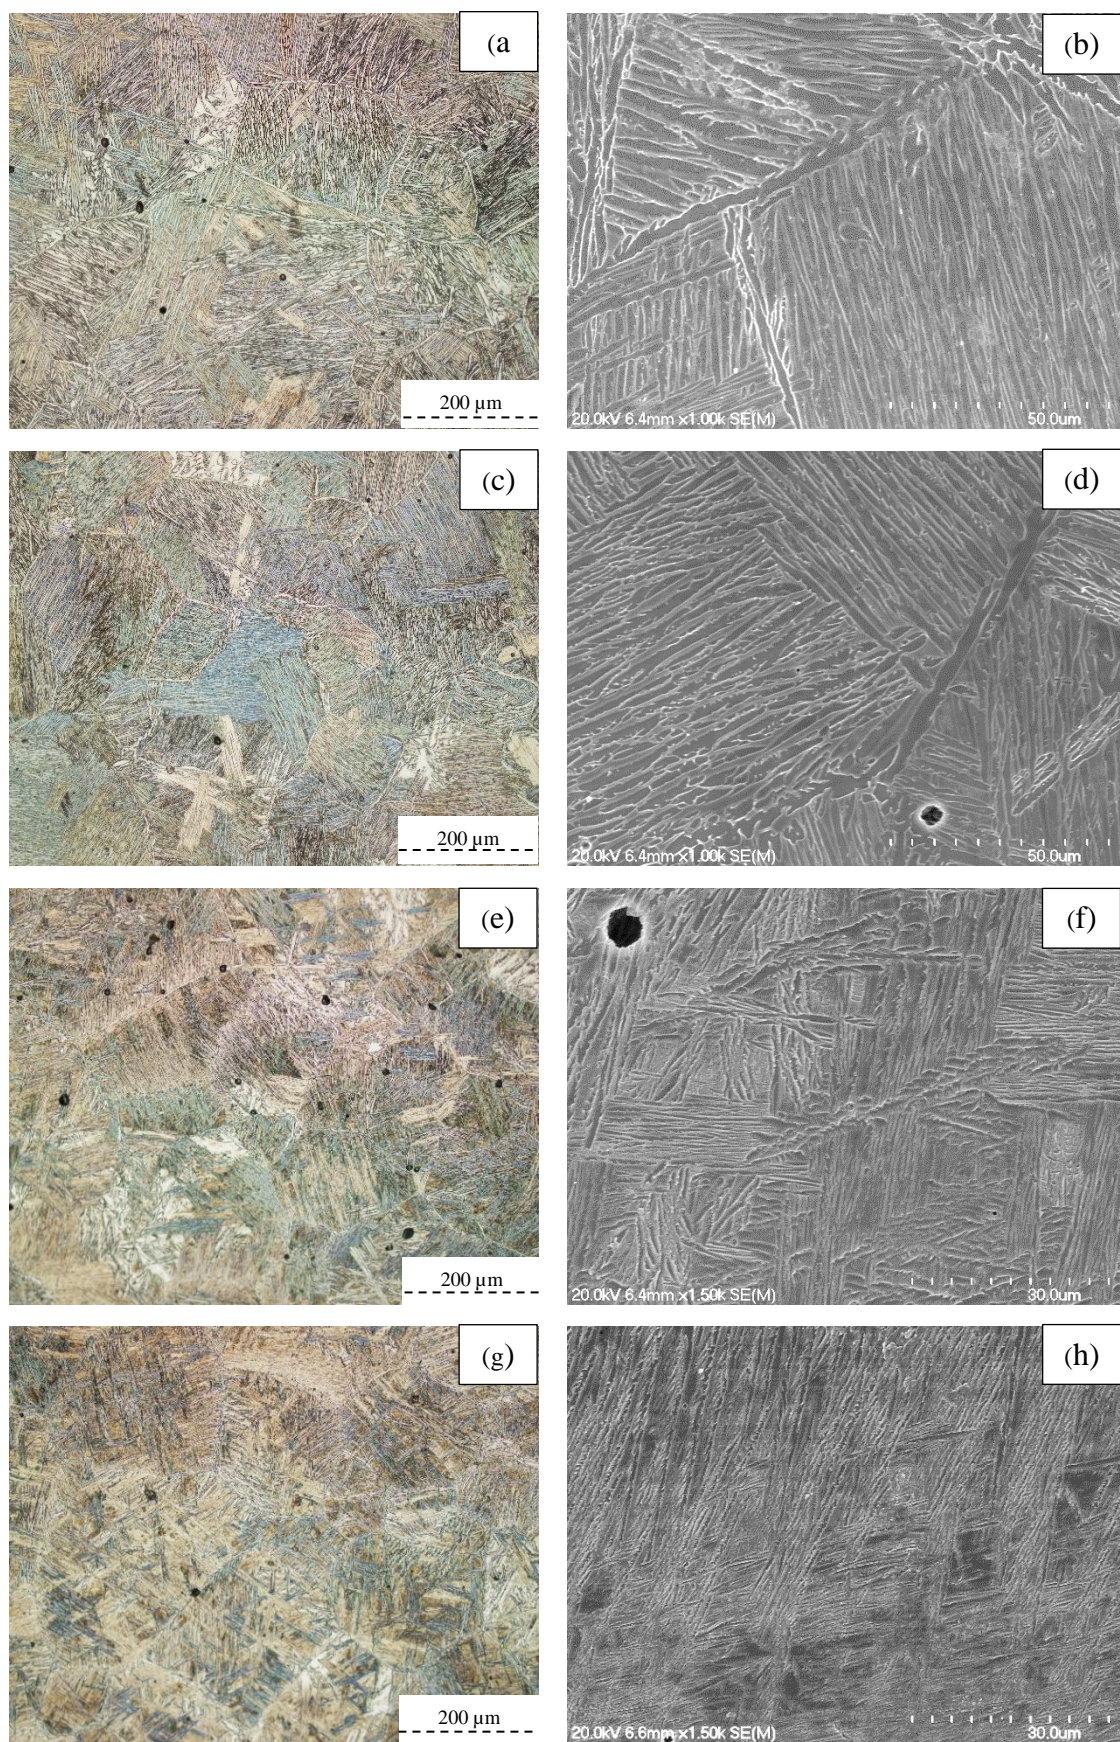 (a
(b)
200 µm
20.0kV 6.4mm x1.00k SE(M)
50.0um
(c)
(d)
200 µm
20.0kV 6.4mm x1.00k SE(M)
50.0um
(e)
(f)
200 µm
20.0kV 6.4mm x1.50k SE(M)
30.0um
(g)
(h)
200 µm
20.0kV 6.6mm x1.50k SE(M)
30.0um